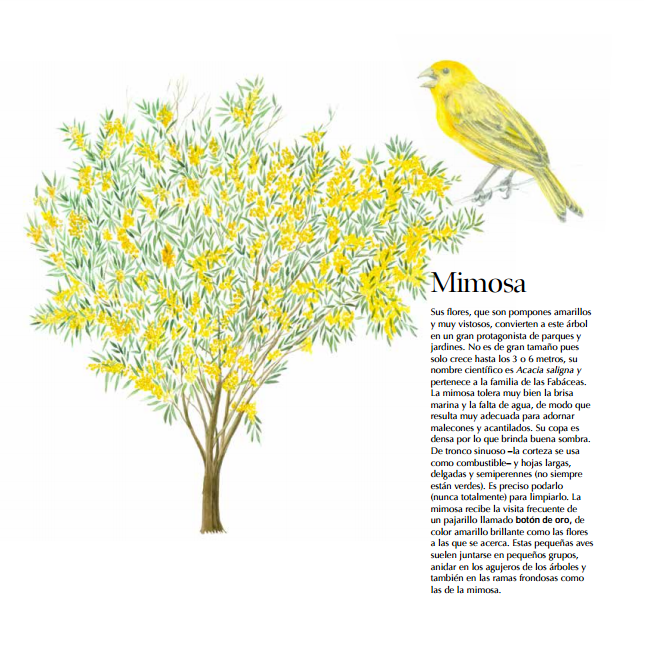 Mimosa
Sus flores, que son pompones amarillos
y muy vistosos, convierten a este árbol
en un gran protagonista de parques y
jardines. No es de gran tamaño pues
solo crece hasta los 3 o 6 metros, su
nombre científico es Acacia saligna y
pertenece a la familia de las Fabáceas.
La mimosa tolera muy bien la brisa
marina y la falta de agua, de modo que
resulta muy adecuada para adornar
malecones y acantilados. Su copa es
densa por lo que brinda buena sombra.
De tronco sinuoso –la corteza se usa
como combustible– y hojas largas,
delgadas y semiperennes (no siempre
están verdes). Es preciso podarlo
(nunca totalmente) para limpiarlo. La
mimosa recibe la visita frecuente de
un pajarillo llamado botón de oro, de
color amarillo brillante como las flores
a las que se acerca. Estas pequeñas aves
suelen juntarse en pequeños grupos,
anidar en los agujeros de los árboles y
también en las ramas frondosas como
las de la mimosa.